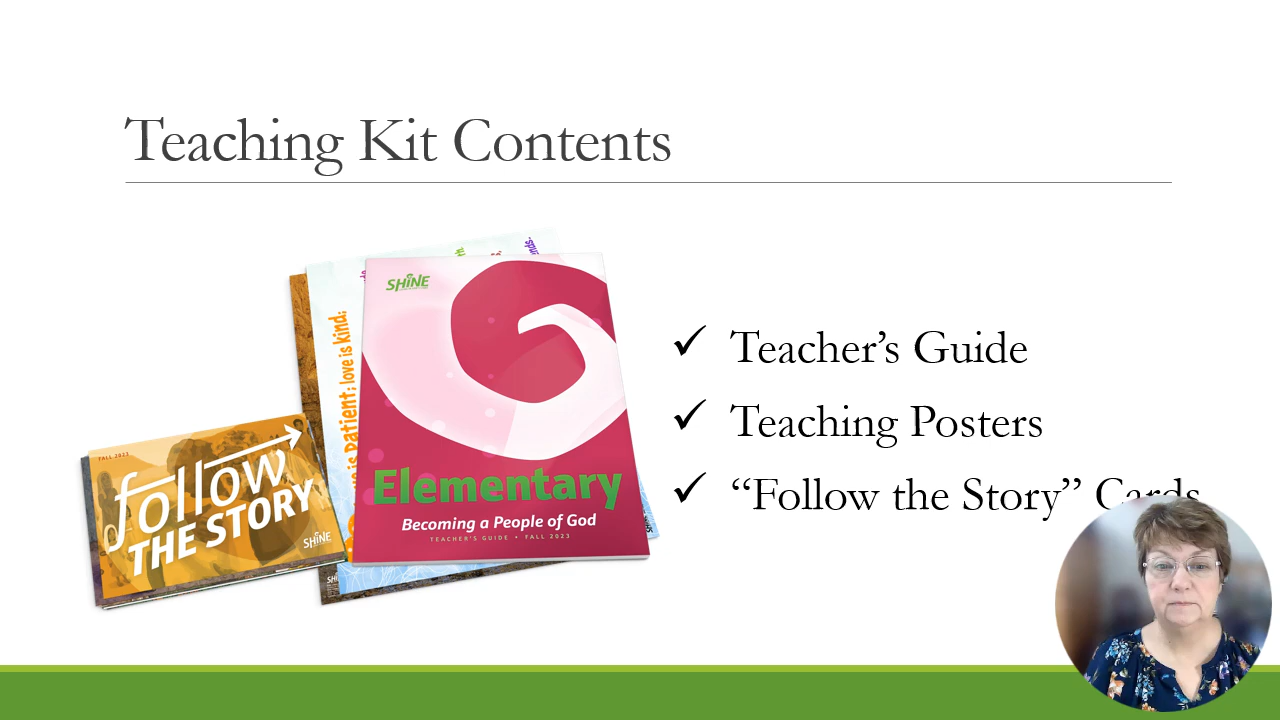 Teaching Kit Contents
SHINE
is Patient; love is kind;
Elementary
Becoming a People of God
TEACHER'S GUIDE • FALL 2023
FALL 2023
follow
THE STORY
SHINE
✓ Teacher’s Guide
✓ Teaching Posters
✓ “Follow the Story” Cards